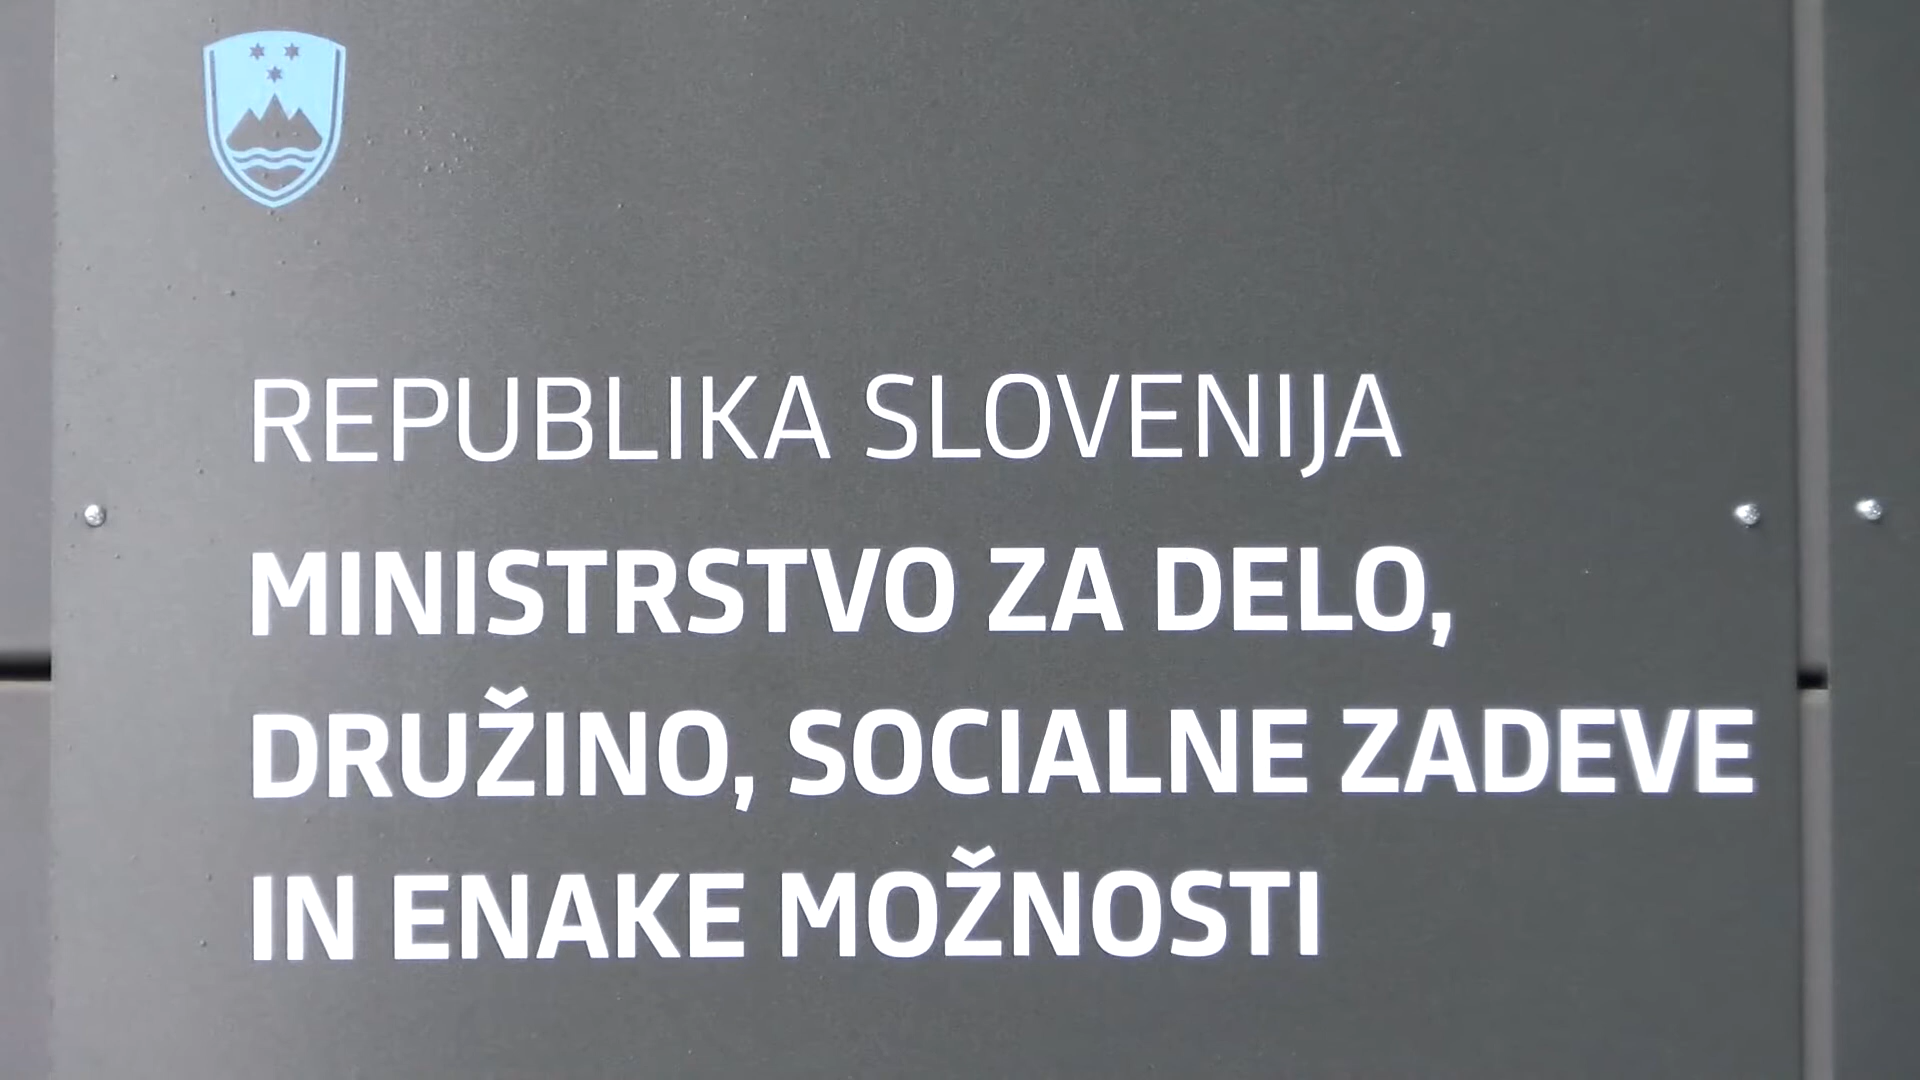 REPUBLIKA SLOVENIJA
MINISTRSTVO ZA DELO,
DRUŽINO, SOCIALNE ZADEVE
IN ENAKE MOŽNOSTI